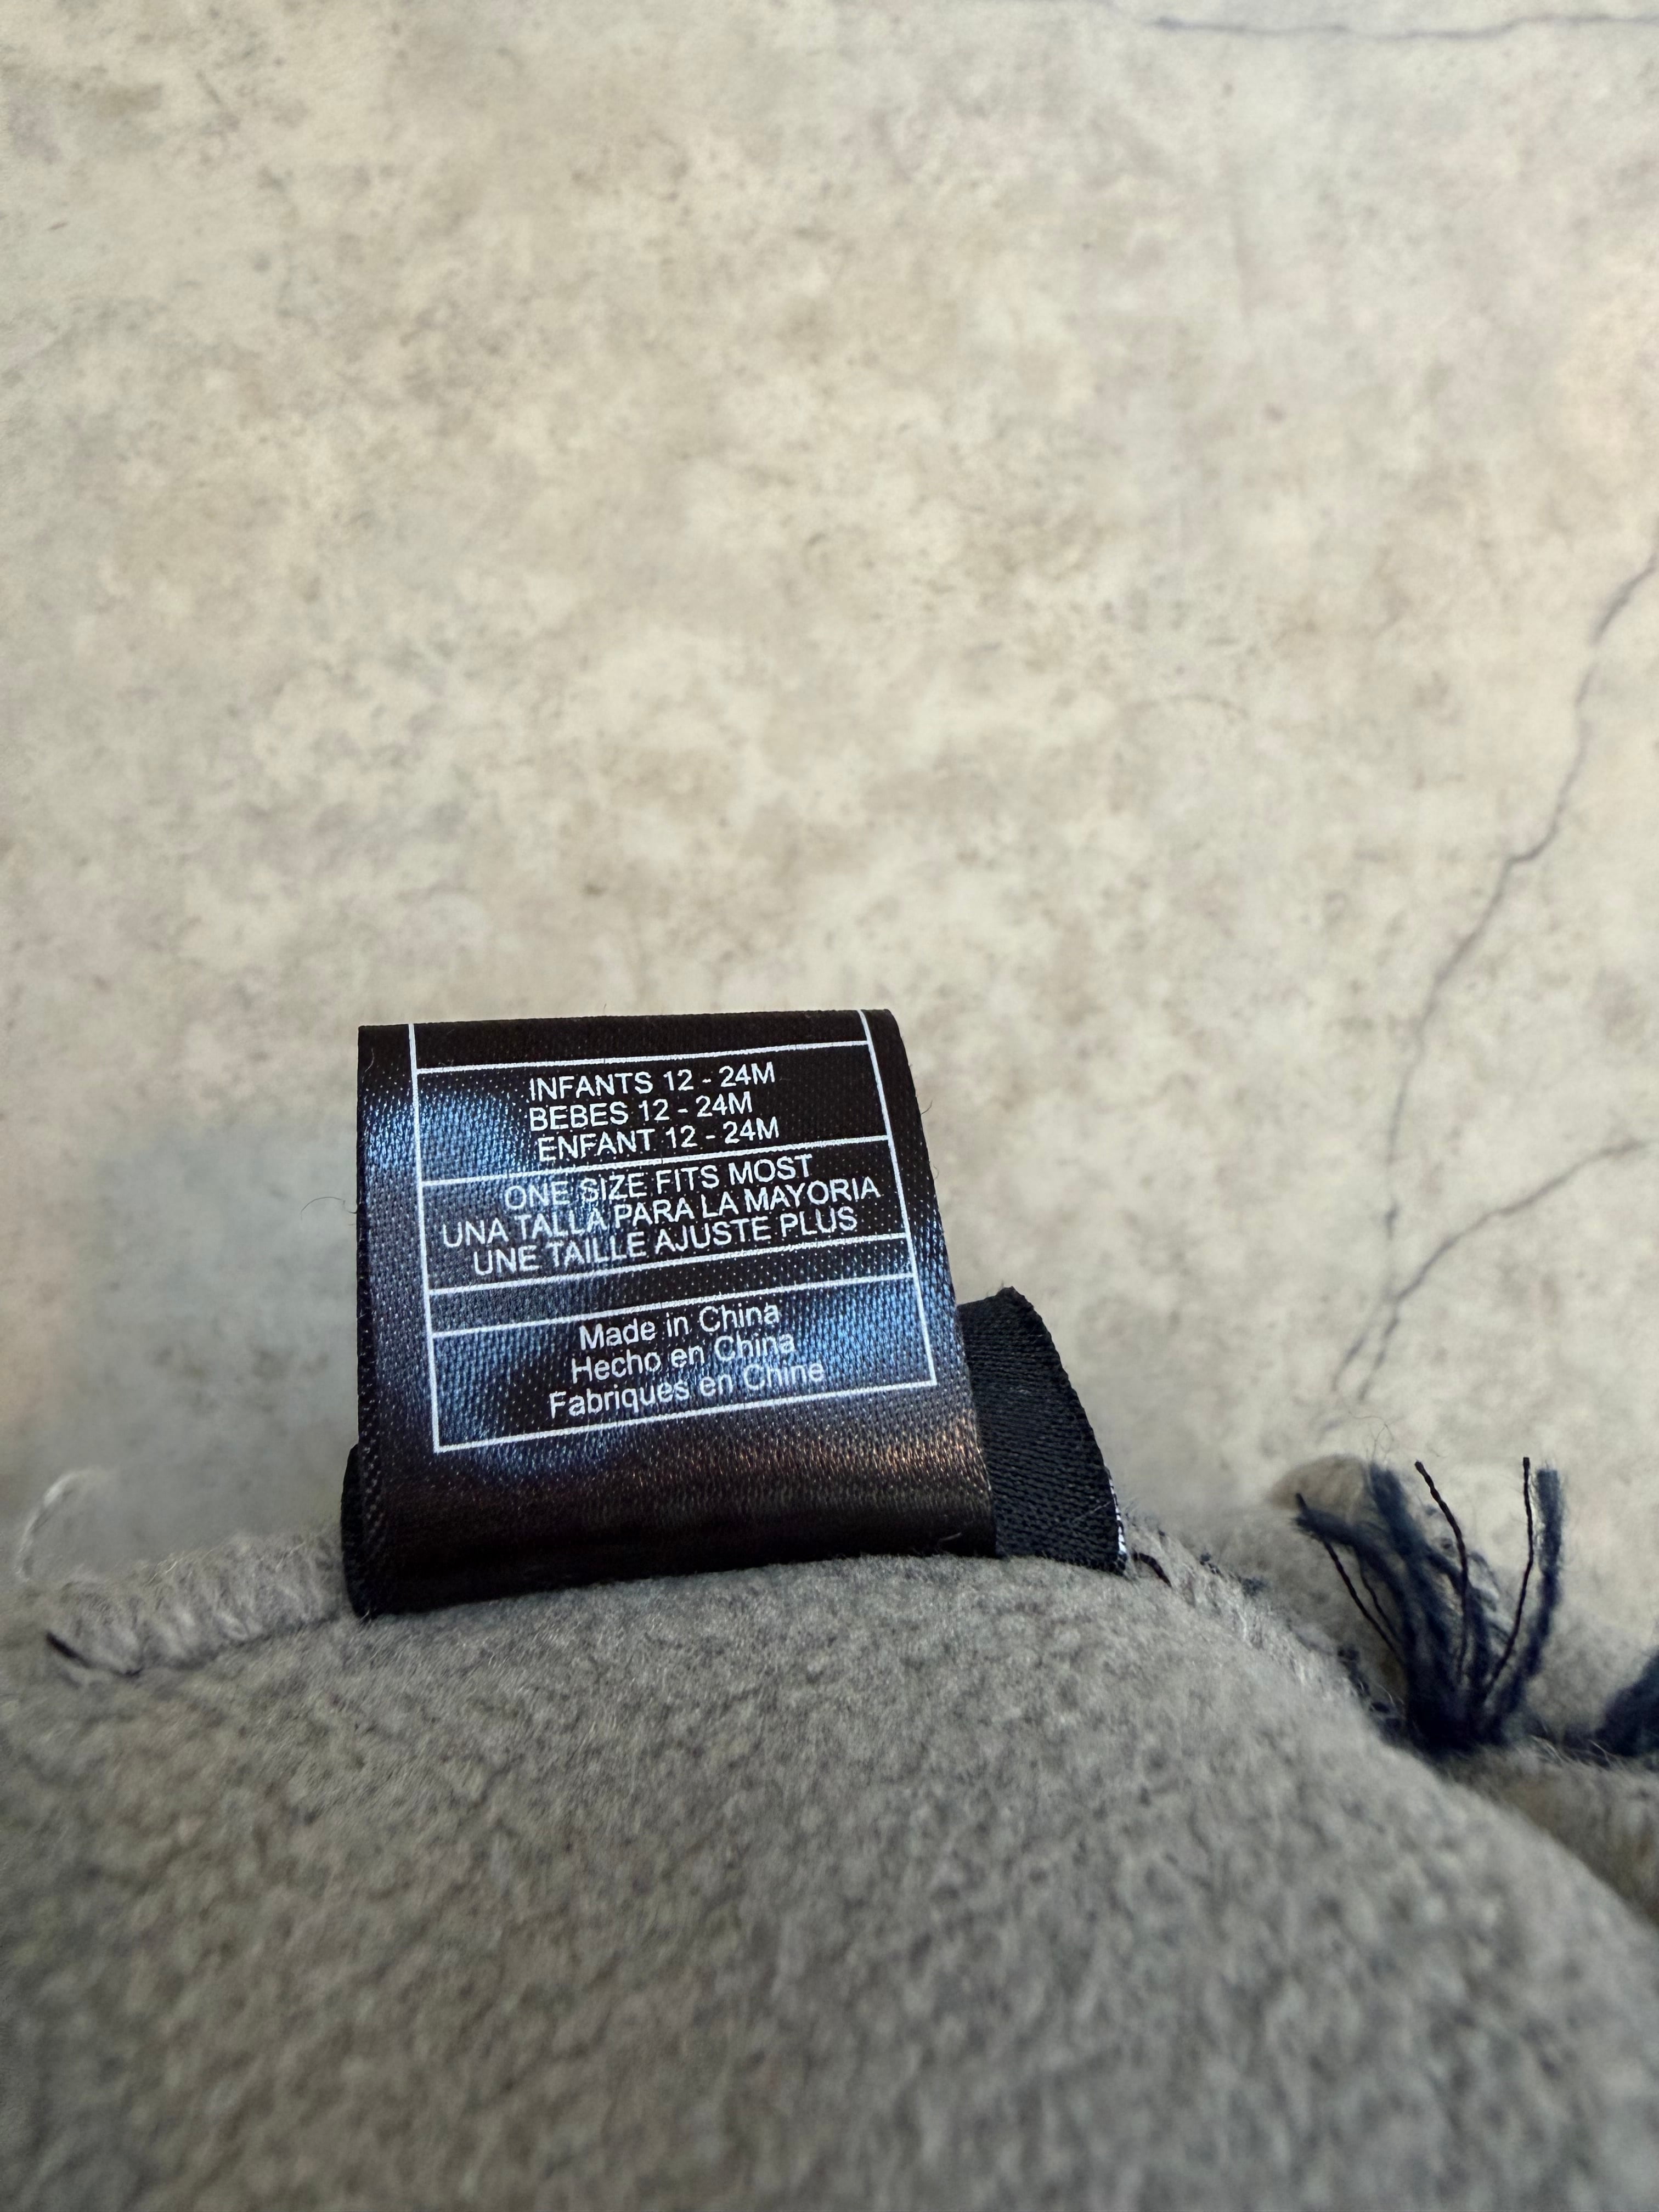 INFANTS 12 - 24M
BEBES 12 - 24M
ENFANT 12 - 24M
ONE SIZE FITS MOST
UNA TALLA PARA LA MAYORIA
UNE TAILLE AJUSTE PLUS
Made in China
Hecho en China
Fabriques en Chine